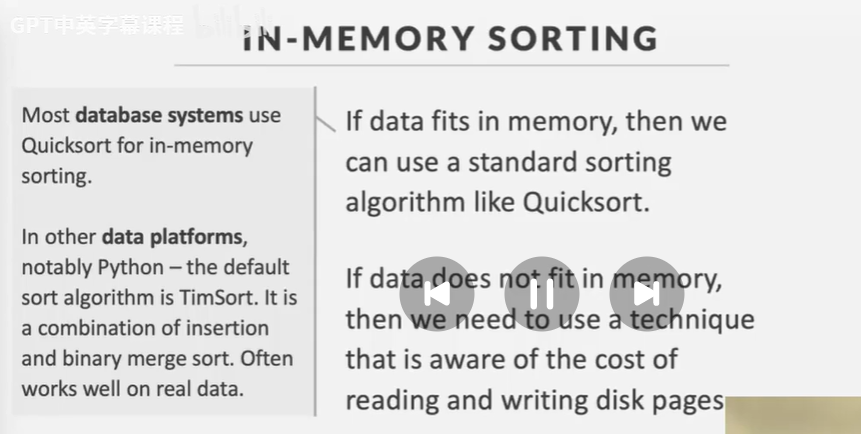 GPT中英字幕课程
IN-MEMORY SORTING
Most database systems use
Quicksort for in-memory
sorting.
In other data platforms,
notably Python – the default
sort algorithm is TimSort. It is
a combination of insertion
and binary merge sort. Often
works well on real data.
If data fits in memory, then we
can use a standard sorting
algorithm like Quicksort.
If data does not fit in memory,
then we need to use a technique
that is aware of the cost of
reading and writing disk pages